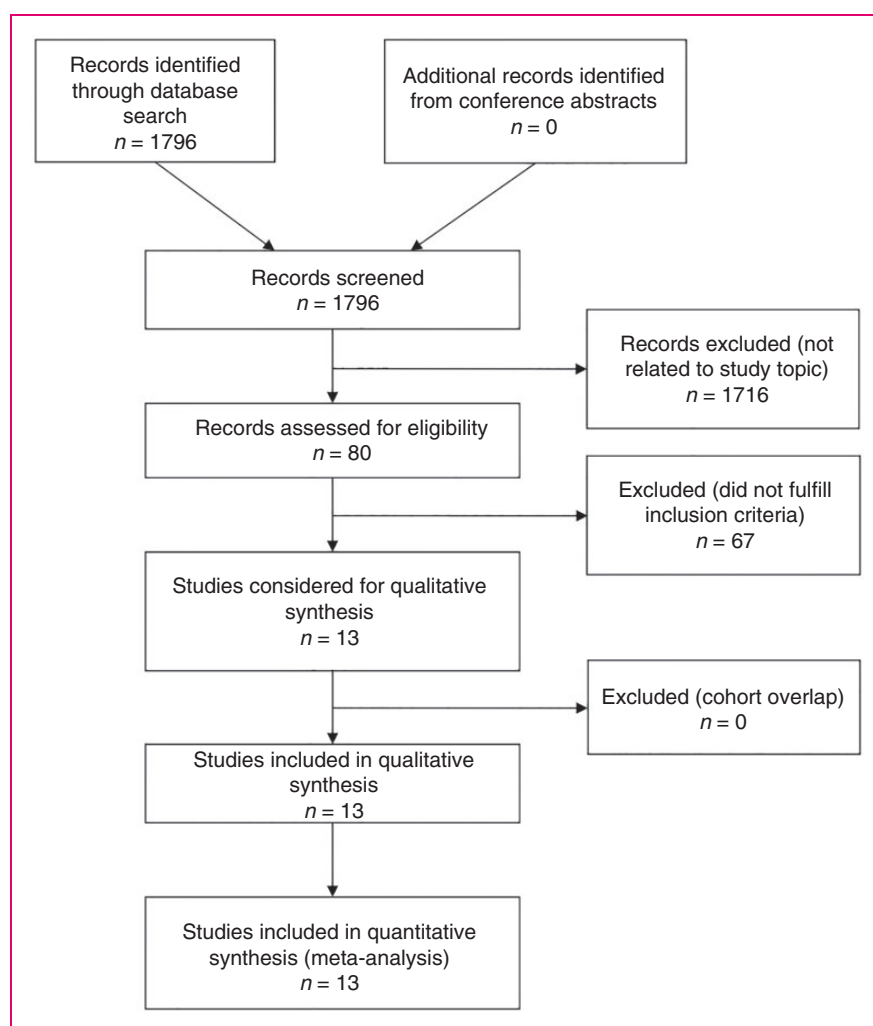 Records identified
through database
search
n = 1796
Additional records identified
from conference abstracts
n = 0
Records screened
n = 1796
Records excluded (not
related to study topic)
n = 1716
Records assessed for eligibility
n = 80
Excluded (did not fulfill
inclusion criteria)
n = 67
Studies considered for qualitative
synthesis
n = 13
Excluded (cohort overlap)
n = 0
Studies included in qualitative
synthesis
n = 13
Studies included in quantitative
synthesis (meta-analysis)
n = 13